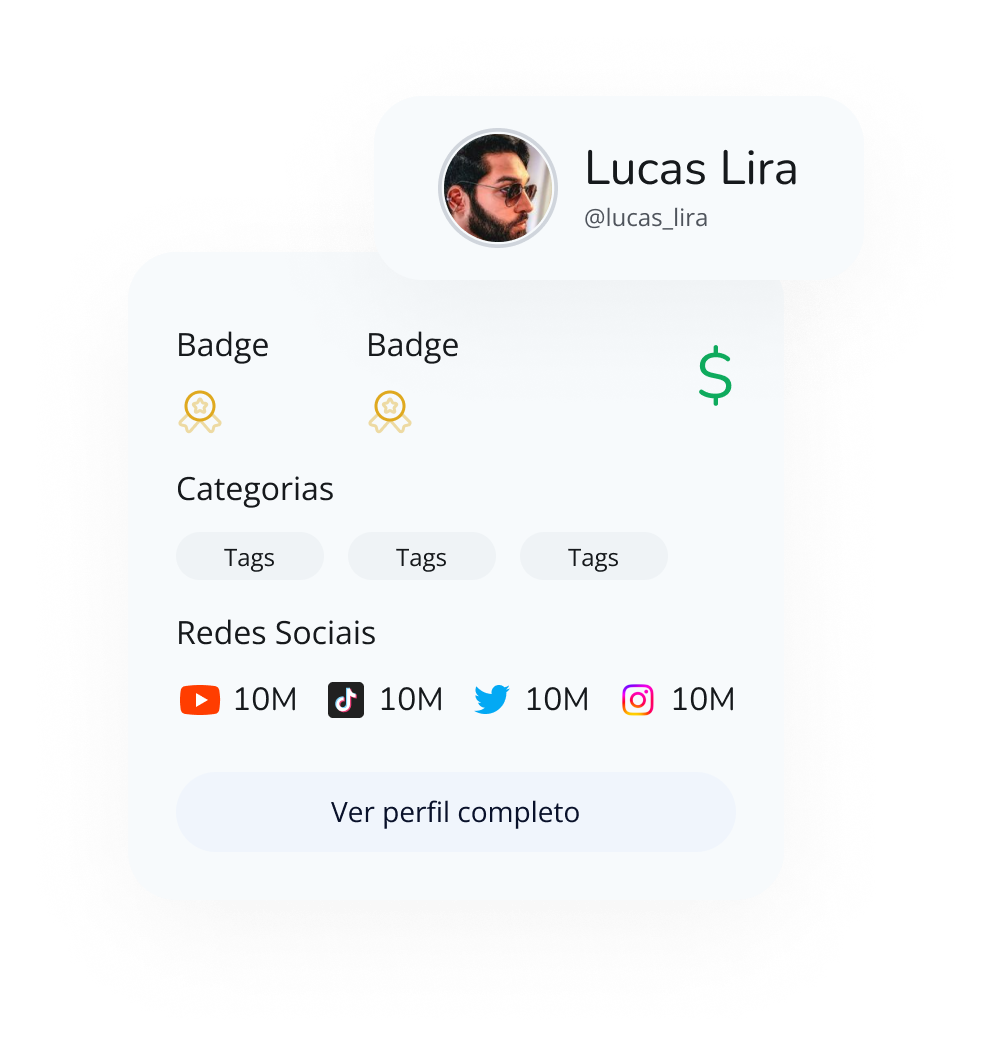 Lucas Lira
@lucas_lira
Badge Badge
$
Categorias
Tags Tags Tags
Redes Sociais
10M 10M 10M 10M
Ver perfil completo